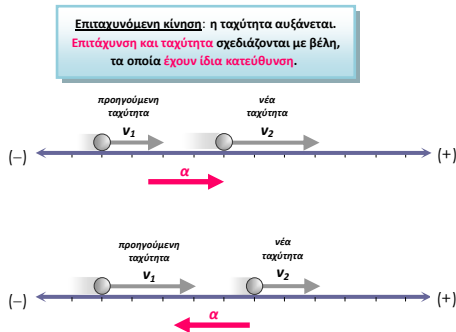 Επιταχυνόμενη κίνηση: η ταχύτητα αυξάνεται.
Επιτάχυνση και ταχύτητα σχεδιάζονται με βέλη,
τα οποία έχουν ίδια κατεύθυνση.
προηγούμενη
ταχύτητα
v1
νέα
ταχύτητα
v2
(−)
(+)
α
προηγούμενη
ταχύτητα
v1
νέα
ταχύτητα
v2
(−)
(+)
α